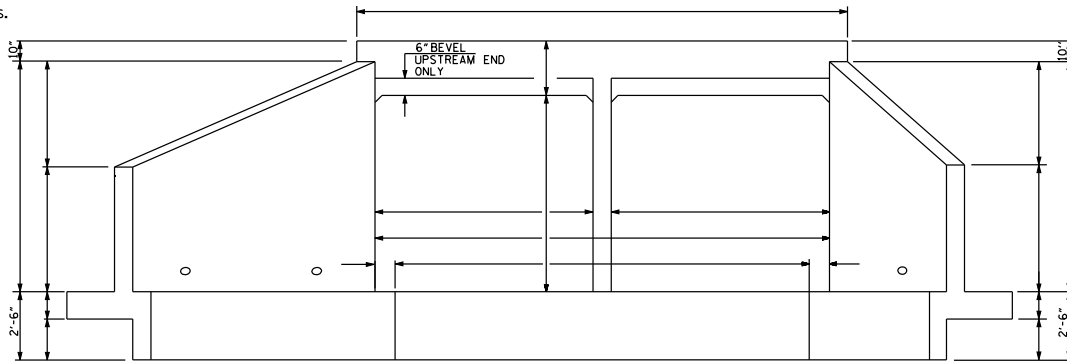 s.
10"
6" BEVEL
UPSTREAM END
ONLY
10"
2'-6"
2'-6"